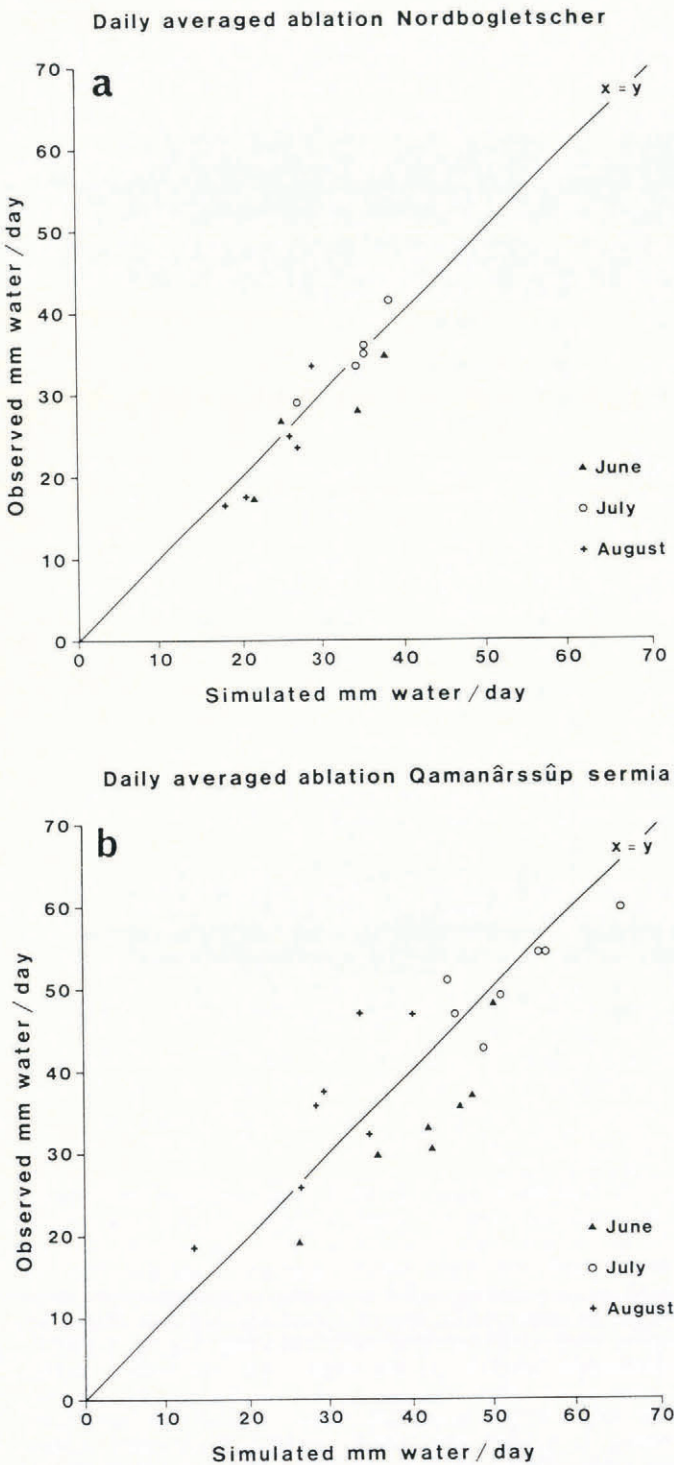 Daily averaged ablation Nordbogletscher
a
x = y
70
60
50
40
30
20
10
0
Observed mm water / day
▲ June
○ July
+ August
0 10 20 30 40 50 60 70
Simulated mm water / day
Daily averaged ablation Qamanârssûp sermia
b
x = y
70
60
50
40
30
20
10
0
Observed mm water / day
▲ June
○ July
+ August
0 10 20 30 40 50 60 70
Simulated mm water / day